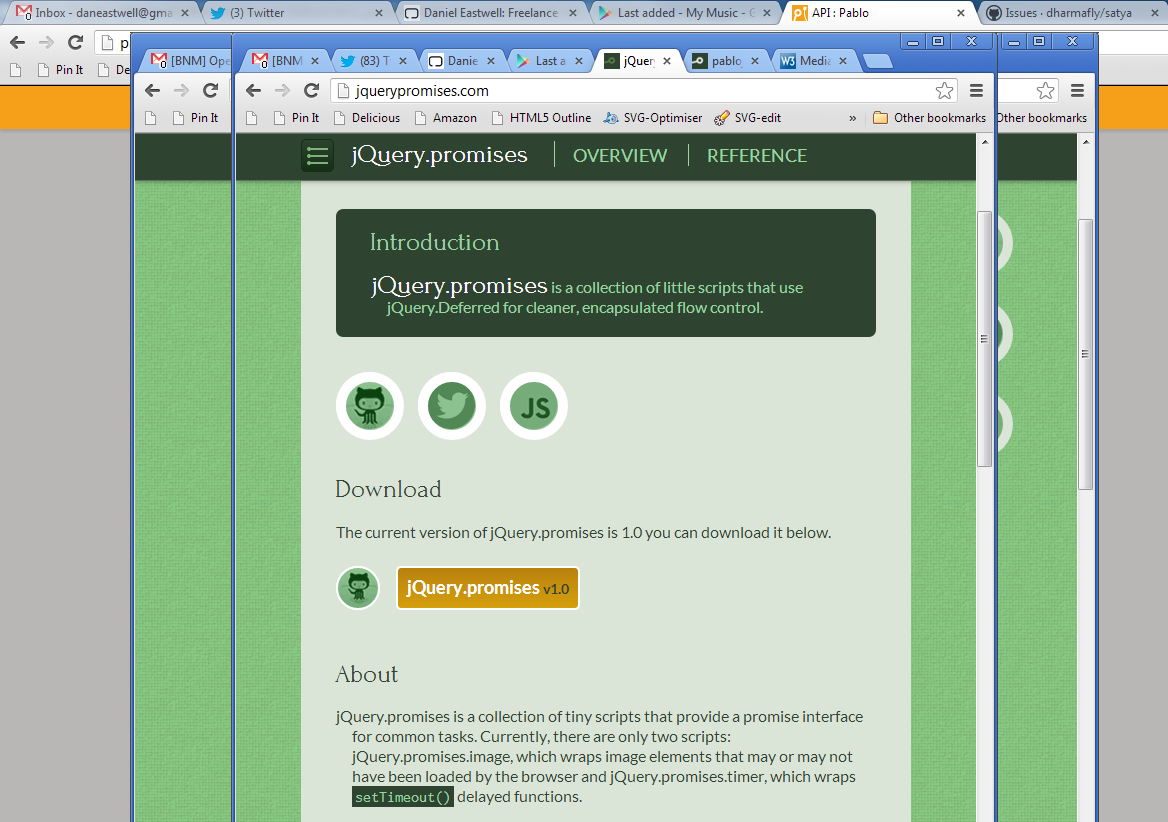 Inbox - daneastwell@gma
(3) Twitter
Daniel Eastwell: Freelance
Last added - My Music - G
API : Pablo
Issues · dharmafly/satya
[BNM] Ope
[BNM
(83) T
Danie
Last a
jQuery
pablo
W3 Media
p
jquerypromises.com
Pin It
De
Pin It
Pin It
Delicious
Amazon
HTML5 Outline
SVG-Optimiser
SVG-edit
»
Other bookmarks
Other bookmarks
jQuery.promises
OVERVIEW
REFERENCE
Introduction
jQuery.promises is a collection of little scripts that use
jQuery.Deferred for cleaner, encapsulated flow control.
JS
Download
The current version of jQuery.promises is 1.0 you can download it below.
jQuery.promises v1.0
About
jQuery.promises is a collection of tiny scripts that provide a promise interface
for common tasks. Currently, there are only two scripts:
jQuery.promises.image, which wraps image elements that may or may not
have been loaded by the browser and jQuery.promises.timer, which wraps
setTimeout() delayed functions.